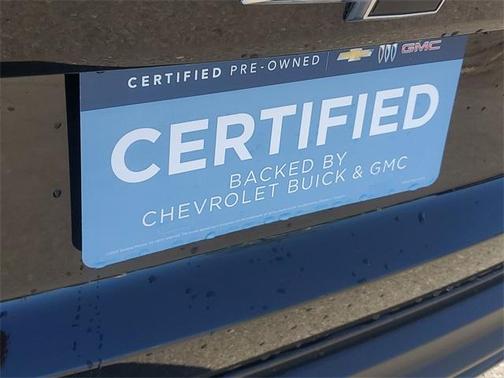 CERTIFIED PRE-OWNED GMC
CERTIFIED
BACKED BY
CHEVROLET BUICK & GMC